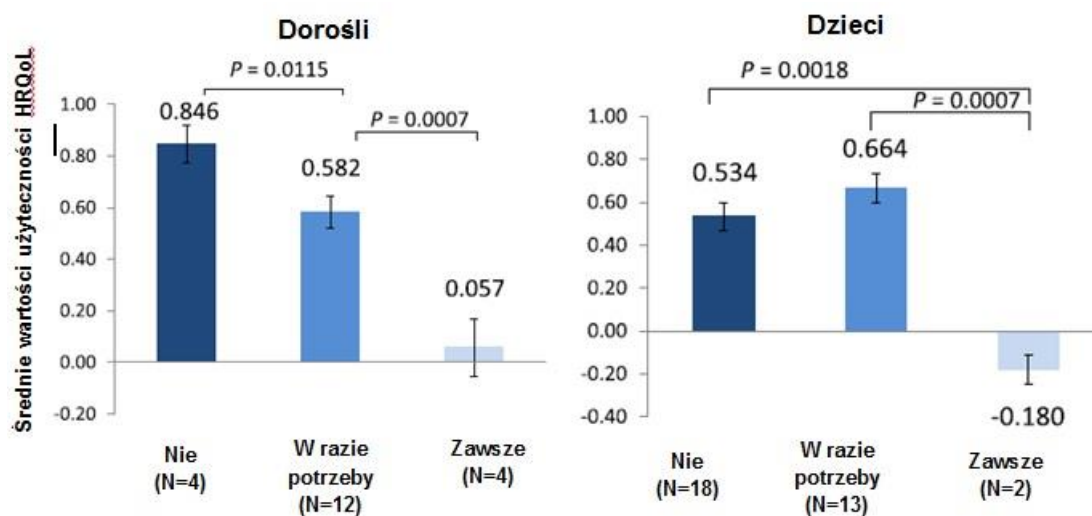 Średnie wartości użyteczności HRQoL
Dorośli
P = 0.0115
P = 0.0007
1.00
0.80
0.60
0.40
0.20
0.00
-0.20
0.846
0.582
0.057
Nie
(N=4)
W razie
potrzeby
(N=12)
Zawsze
(N=4)
Dzieci
P = 0.0018
P = 0.0007
1.00
0.80
0.60
0.40
0.20
0.00
-0.20
-0.40
0.534
0.664
-0.180
Nie
(N=18)
W razie
potrzeby
(N=13)
Zawsze
(N=2)